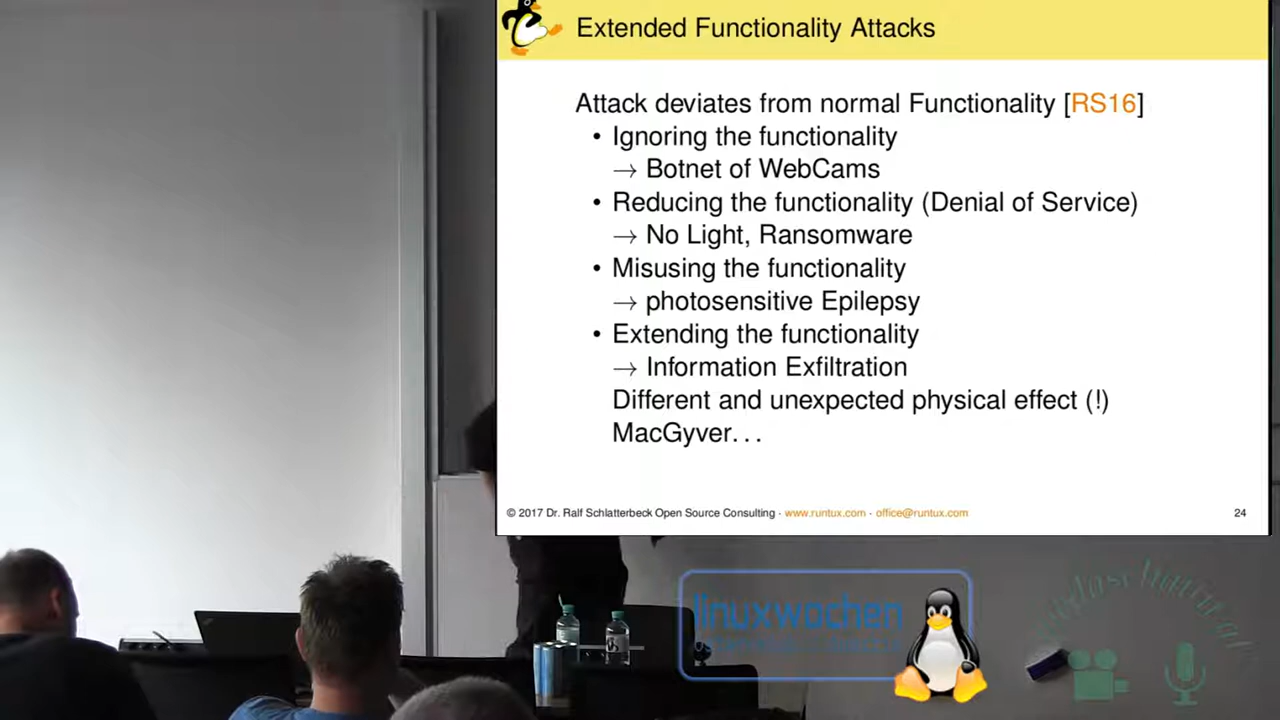 Extended Functionality Attacks
Attack deviates from normal Functionality [RS16]
• Ignoring the functionality
→ Botnet of WebCams
• Reducing the functionality (Denial of Service)
→ No Light, Ransomware
• Misusing the functionality
→ photosensitive Epilepsy
• Extending the functionality
→ Information Exfiltration
Different and unexpected physical effect (!)
MacGyver. . .
© 2017 Dr. Ralf Schlatterbeck Open Source Consulting · www.runtux.com · office@runtux.com
24
linuxwochen